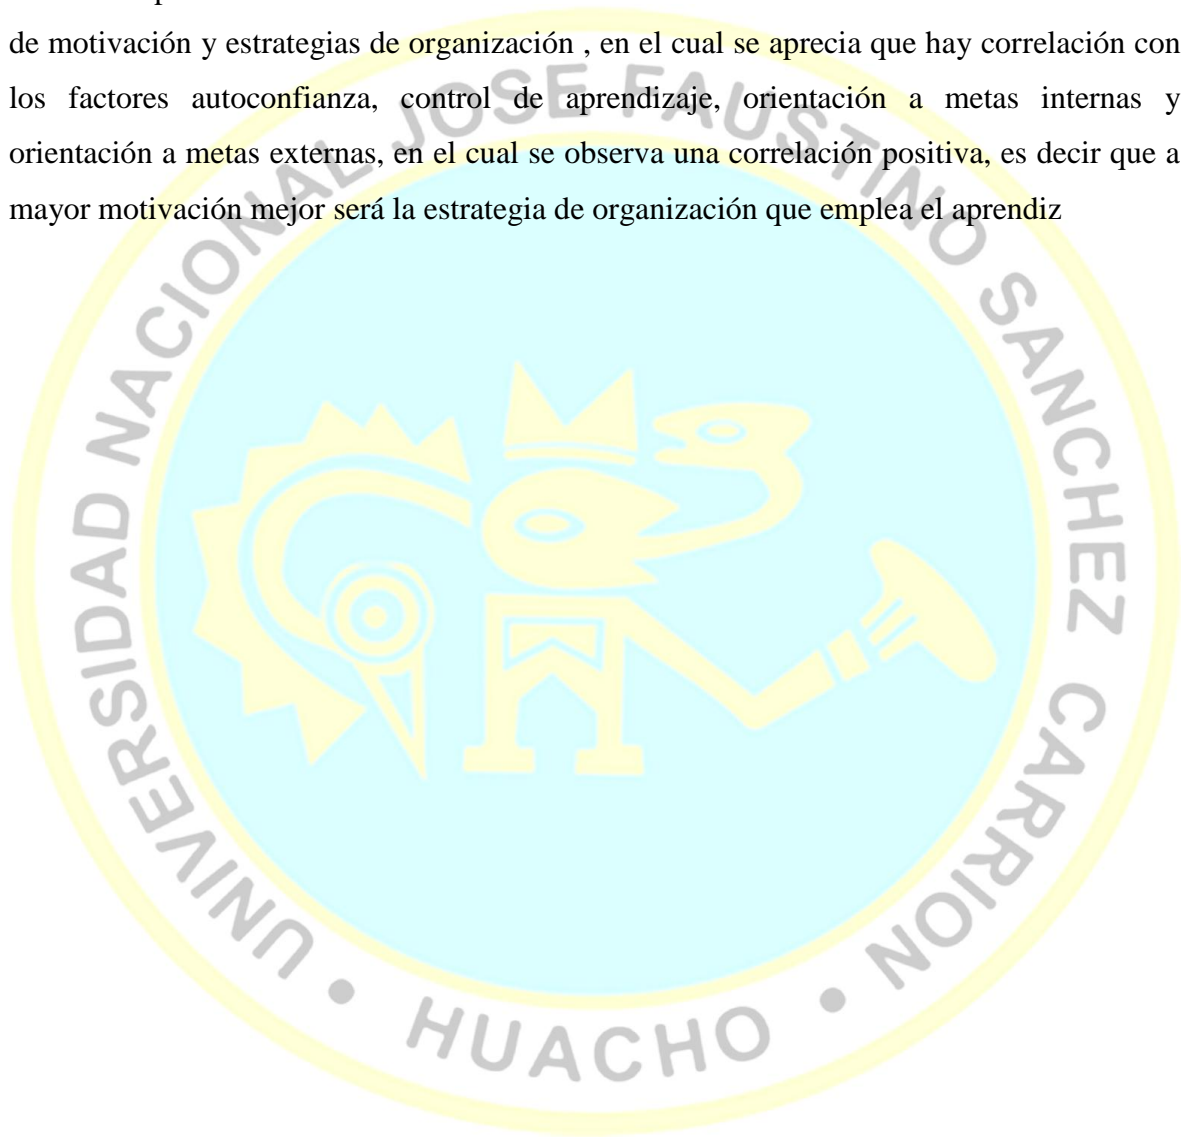 de motivación y estrategias de organización , en el cual se aprecia que hay correlación con
los factores autoconfianza, control de aprendizaje, orientación a metas internas y
orientación a metas externas, en el cual se observa una correlación positiva, es decir que a
mayor motivación mejor será la estrategia de organización que emplea el aprendiz
UNIVERSIDAD NACIONAL JOSE FAUSTINO SANCHEZ CARRION • HUACHO •